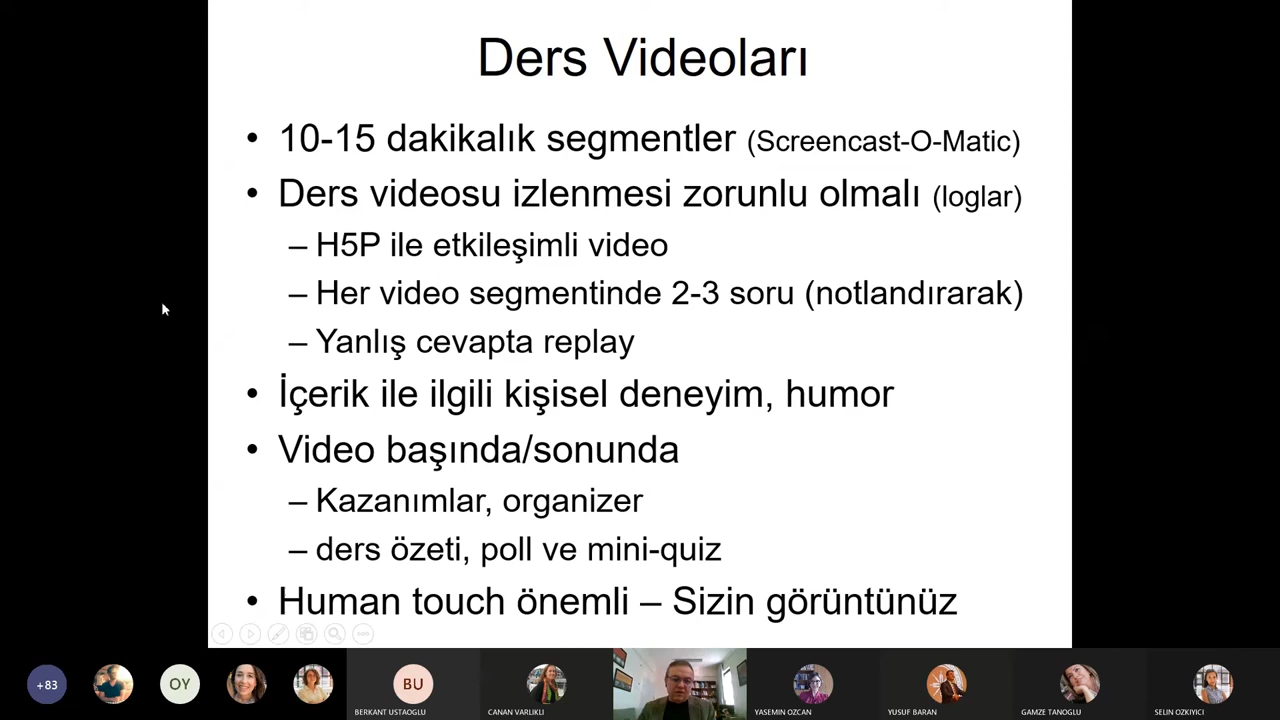 Ders Videoları
• 10-15 dakikalık segmentler (Screencast-O-Matic)
• Ders videosu izlenmesi zorunlu olmalı (loglar)
– H5P ile etkileşimli video
– Her video segmentinde 2-3 soru (notlandırarak)
– Yanlış cevapta replay
• İçerik ile ilgili kişisel deneyim, humor
• Video başında/sonunda
– Kazanımlar, organizer
– ders özeti, poll ve mini-quiz
• Human touch önemli – Sizin görüntünüz
+83
OY
BU
BERKANT USTAOGLU
CANAN VARLIKLI
YASEMIN OZCAN
YUSUF BARAN
GAMZE TANOGLU
SELIN OZKIYICI